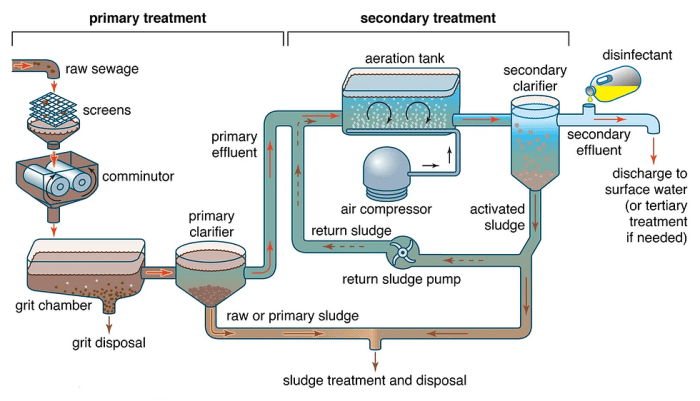 primary treatment
secondary treatment
raw sewage
screens
comminutor
grit chamber
grit disposal
primary
clarifier
raw or primary sludge
primary
effluent
aeration tank
air compressor
return sludge
return sludge pump
secondary
clarifier
activated
sludge
disinfectant
secondary
effluent
discharge to
surface water
(or tertiary
treatment
if needed)
sludge treatment and disposal